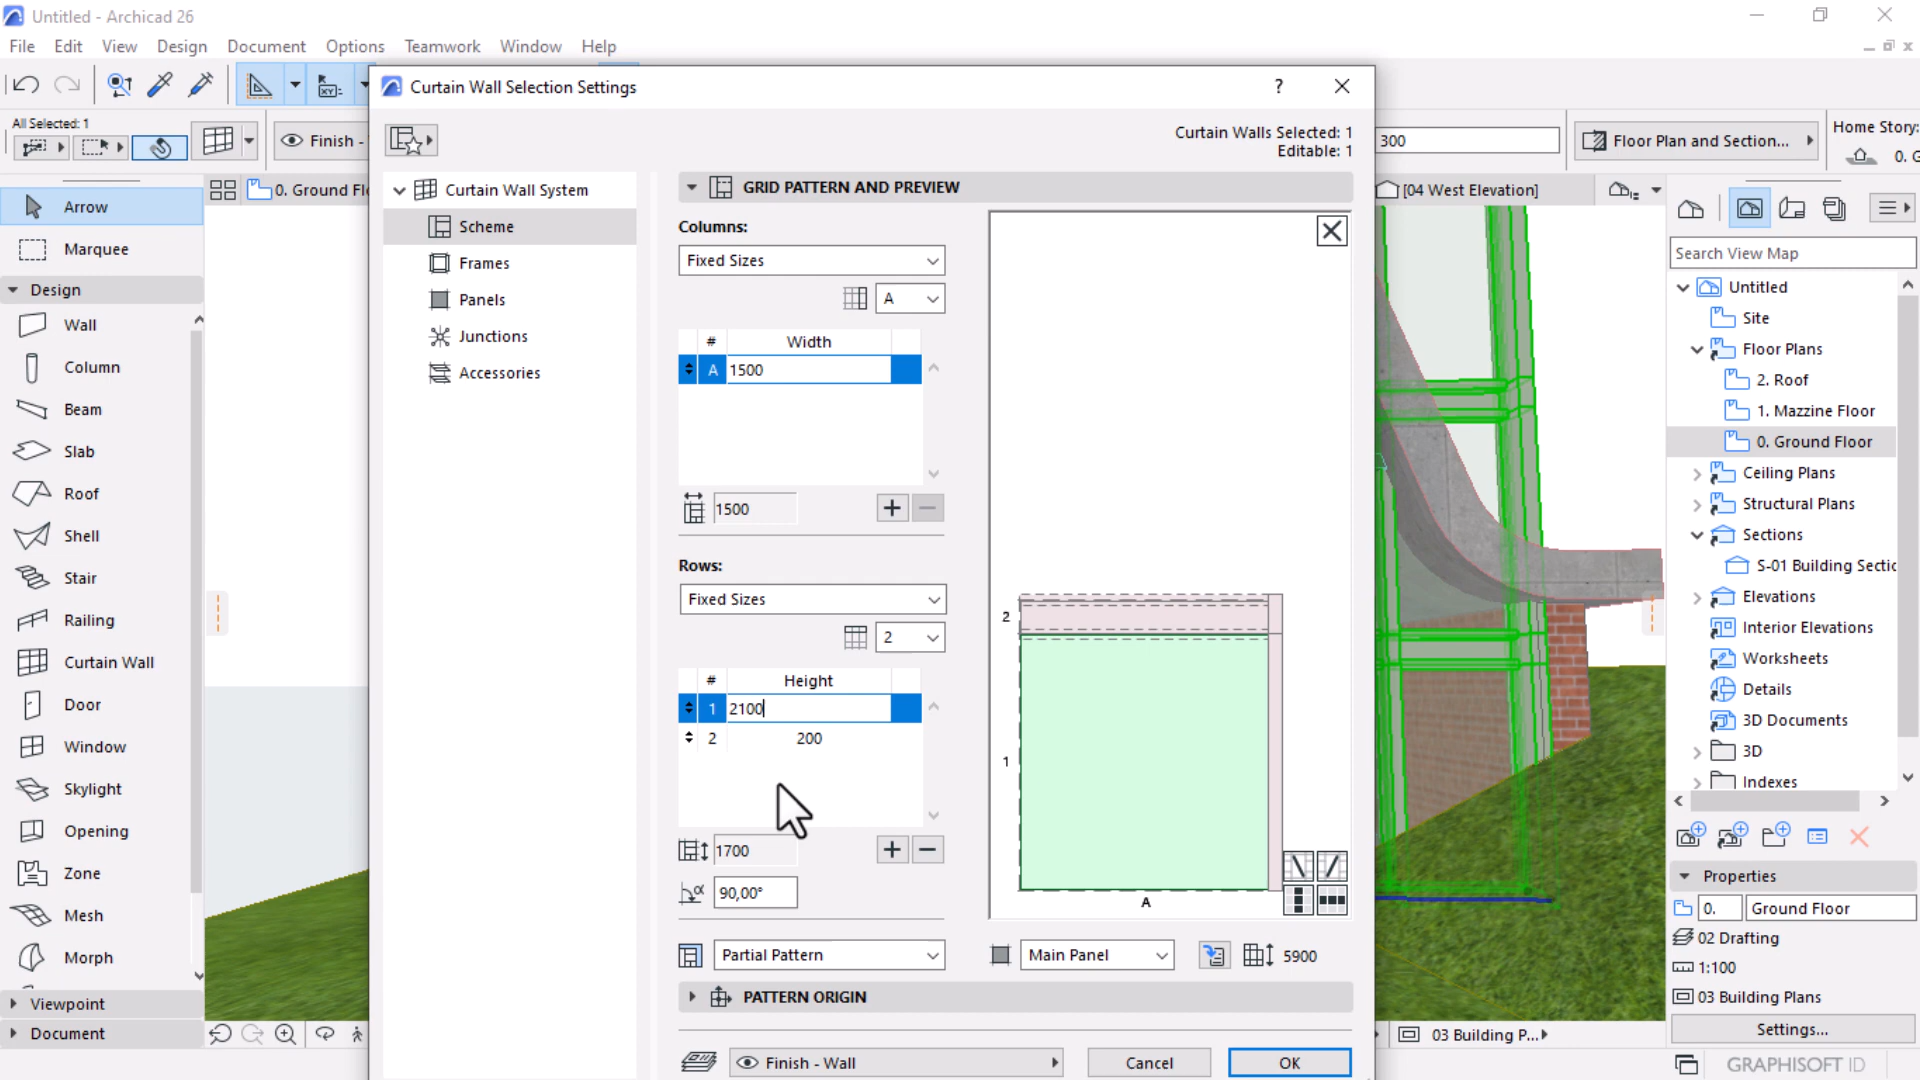 Untitled - Archicad 26
File Edit View Design Document Options Teamwork Window Help
Curtain Wall Selection Settings
?
All Selected: 1
Finish -
Curtain Walls Selected: 1
Editable: 1
300
Floor Plan and Section...
Home Story:
0. G
0. Ground Flo
[04 West Elevation]
Arrow
Marquee
Design
Wall
Column
Beam
Slab
Roof
Shell
Stair
Railing
Curtain Wall
Door
Window
Skylight
Opening
Zone
Mesh
Morph
Viewpoint
Document
Curtain Wall System
Scheme
Frames
Panels
Junctions
Accessories
GRID PATTERN AND PREVIEW
Columns:
Fixed Sizes
A
# Width
A 1500
1500
Rows:
Fixed Sizes
2
# Height
1 2100
2 200
1700
α 90,00°
Partial Pattern
2
1
A
Main Panel
5900
PATTERN ORIGIN
Finish - Wall
Cancel
OK
Search View Map
Untitled
Site
Floor Plans
2. Roof
1. Mazzine Floor
0. Ground Floor
Ceiling Plans
Structural Plans
Sections
S-01 Building Sectic
Elevations
Interior Elevations
Worksheets
Details
3D Documents
3D
Indexes
Properties
0. Ground Floor
02 Drafting
1:100
03 Building Plans
Settings...
03 Building P...
GRAPHISOFT ID